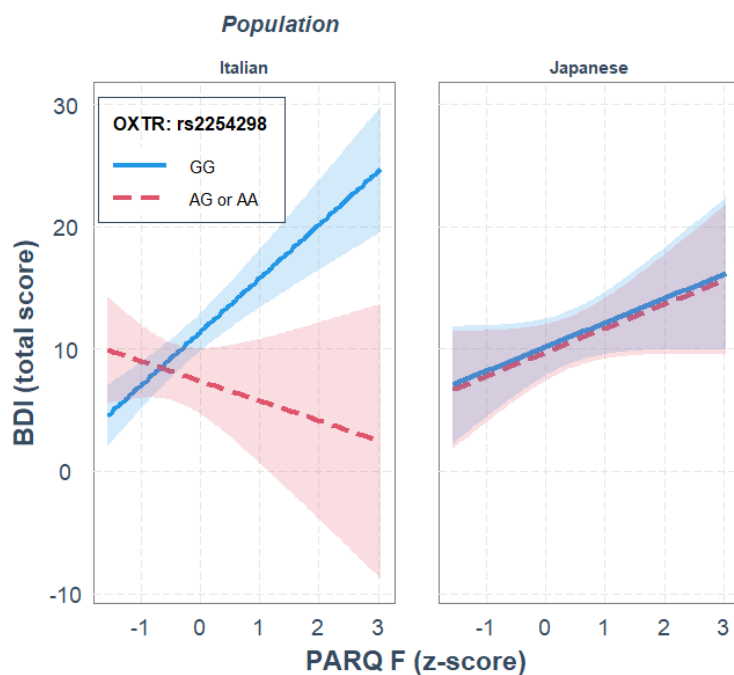 Population
Italian
Japanese
OXTR: rs2254298
GG
AG or AA
30
20
10
0
-10
BDI (total score)
-1 0 1 2 3
-1 0 1 2 3
PARQ F (z-score)